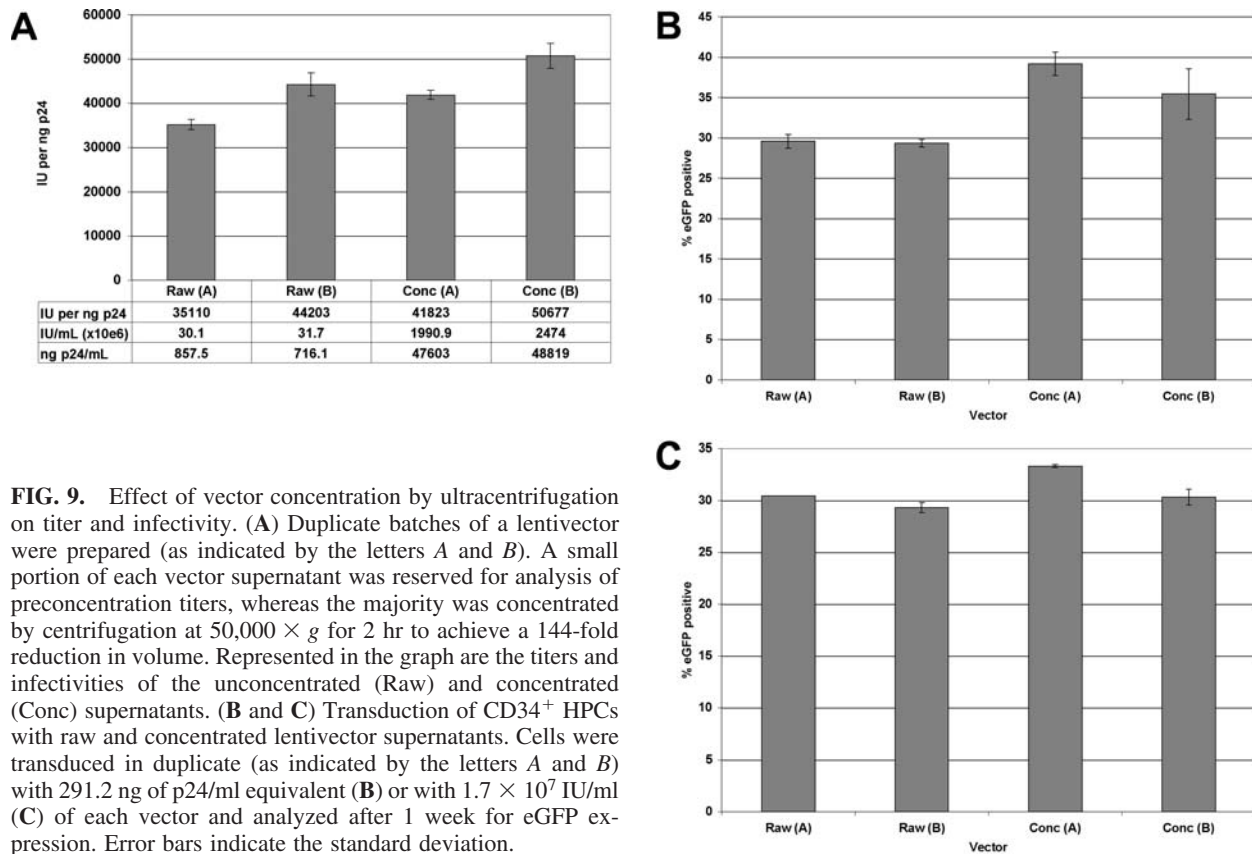 A
60000
50000
40000
30000
20000
10000
0
IU per ng p24
Raw (A) Raw (B) Conc (A) Conc (B)
IU per ng p24 35110 44203 41823 50677
IU/mL (x10e6) 30.1 31.7 1990.9 2474
ng p24/mL 857.5 716.1 47603 48819
B
45
40
35
30
25
20
15
10
5
0
% eGFP positive
Raw (A) Raw (B) Conc (A) Conc (B)
Vector
C
35
30
25
20
15
10
5
0
% eGFP positive
Raw (A) Raw (B) Conc (A) Conc (B)
Vector
FIG. 9. Effect of vector concentration by ultracentrifugation
on titer and infectivity. (A) Duplicate batches of a lentivector
were prepared (as indicated by the letters A and B). A small
portion of each vector supernatant was reserved for analysis of
preconcentration titers, whereas the majority was concentrated
by centrifugation at 50,000 × g for 2 hr to achieve a 144-fold
reduction in volume. Represented in the graph are the titers and
infectivities of the unconcentrated (Raw) and concentrated
(Conc) supernatants. (B and C) Transduction of CD34⁺ HPCs
with raw and concentrated lentivector supernatants. Cells were
transduced in duplicate (as indicated by the letters A and B)
with 291.2 ng of p24/ml equivalent (B) or with 1.7 × 10⁷ IU/ml
(C) of each vector and analyzed after 1 week for eGFP ex-
pression. Error bars indicate the standard deviation.